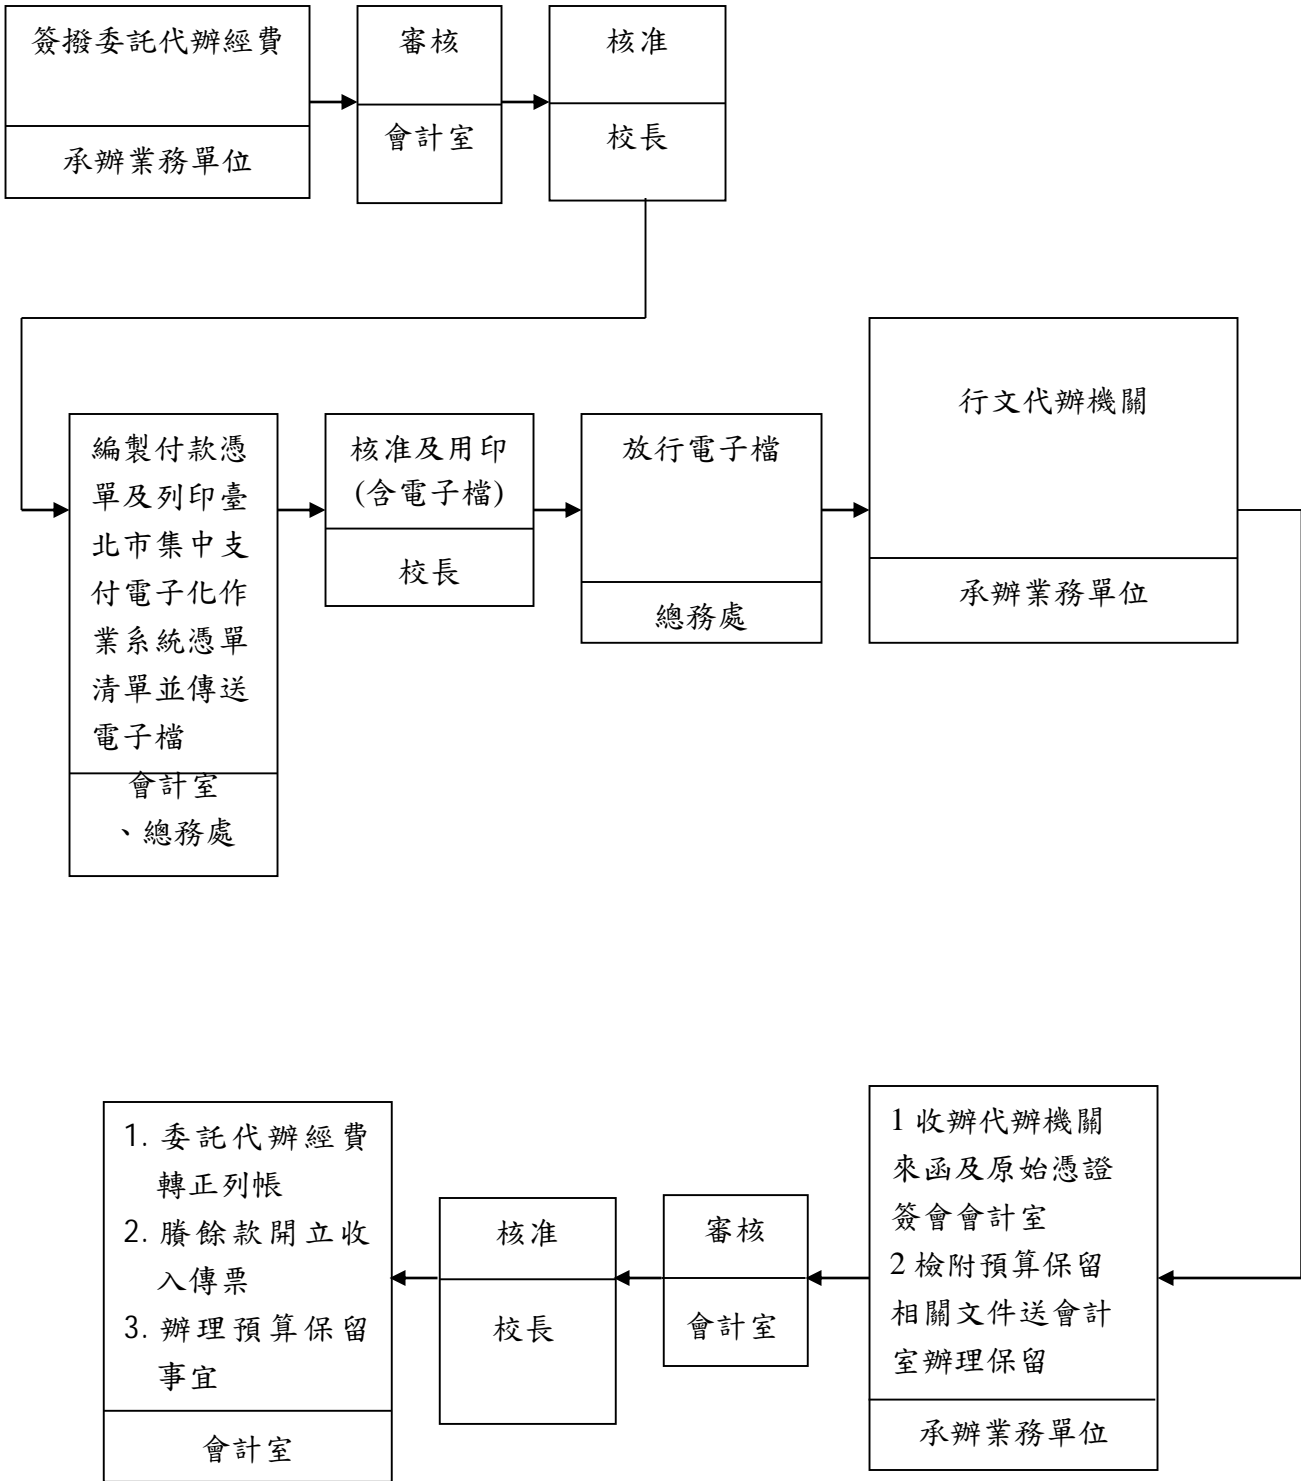 簽撥委託代辦經費
承辦業務單位
審核
會計室
核准
校長
編製付款憑
單及列印臺
北市集中支
付電子化作
業系統憑單
清單並傳送
電子檔
會計室
、總務處
核准及用印
(含電子檔)
校長
放行電子檔
總務處
行文代辦機關
承辦業務單位
1 收辦代辦機關
來函及原始憑證
簽會會計室
2 檢附預算保留
相關文件送會計
室辦理保留
承辦業務單位
審核
會計室
核准
校長
1. 委託代辦經費
轉正列帳
2. 賸餘款開立收
入傳票
3. 辦理預算保留
事宜
會計室